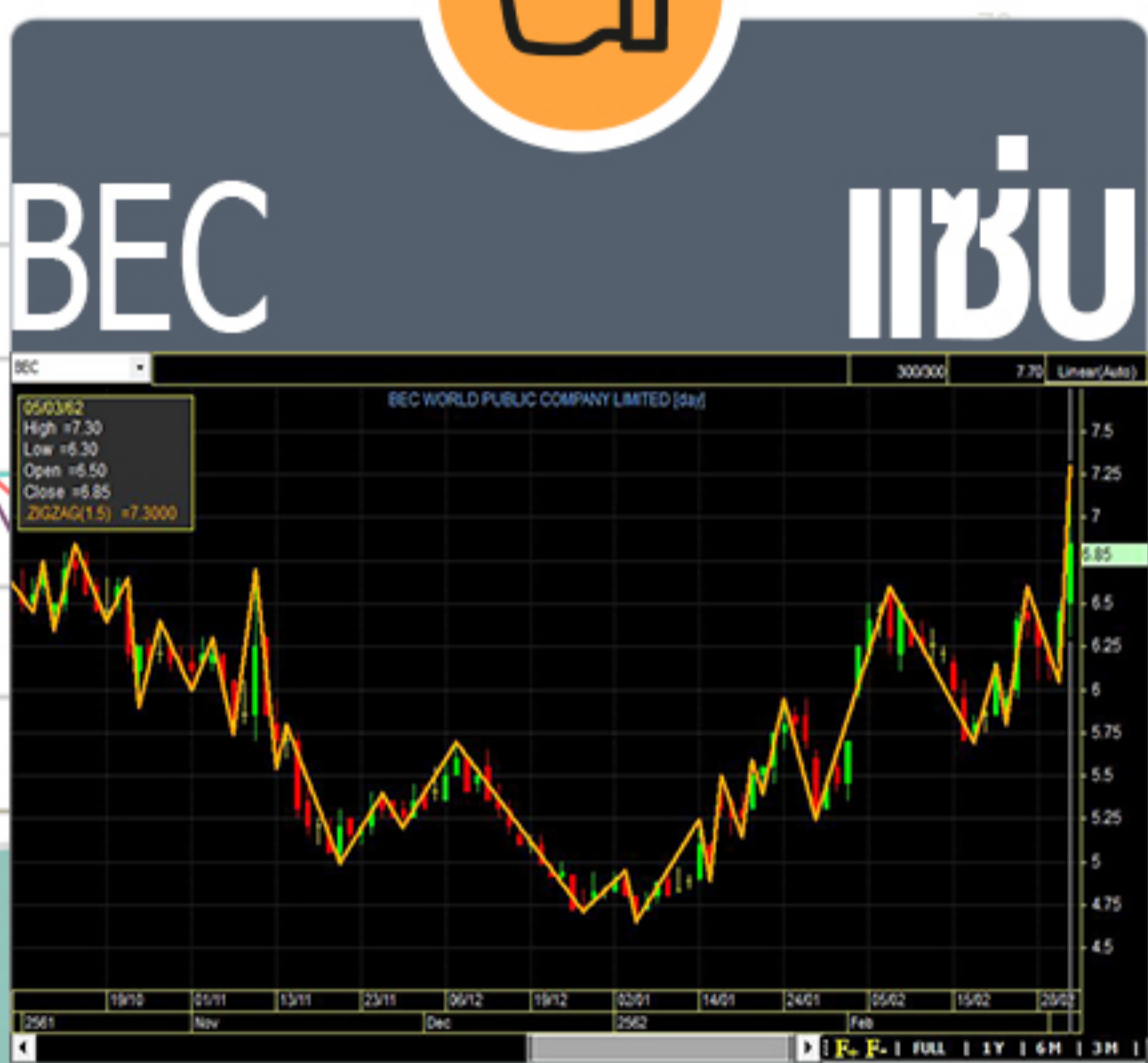 BEC แซ่บ
BEC 300/300 7.70 Linear(Auto)
BEC WORLD PUBLIC COMPANY LIMITED [day]
05/03/62
High =7.30
Low =6.30
Open =6.50
Close =6.85
ZIGZAG(1.5) =7.3000
7.5
7.25
7
6.85
6.5
6.25
6
5.75
5.5
5.25
5
4.75
4.5
19/10 01/11 13/11 23/11 06/12 19/12 02/01 14/01 24/01 05/02 15/02 28/02
2561 Nov Dec 2562 Feb
F+ F- | FULL | 1Y | 6M | 3M |